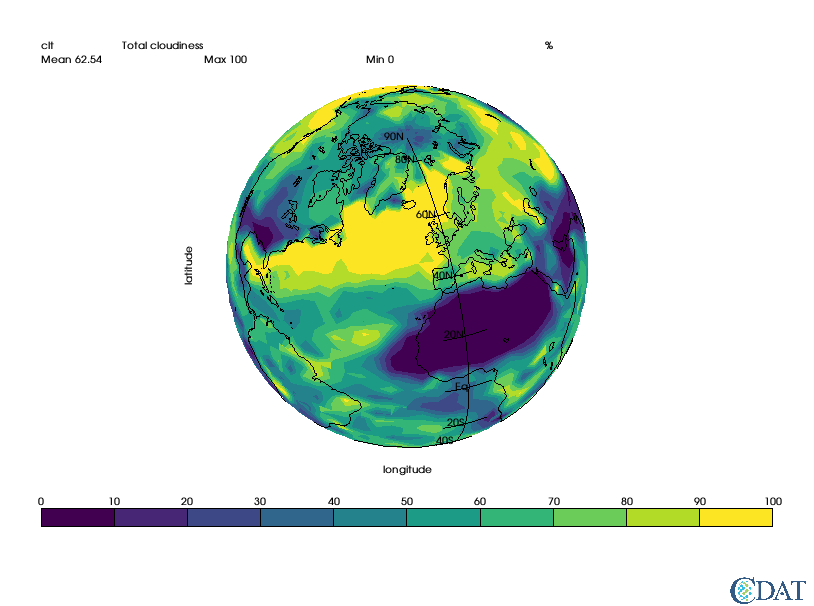 clt Total cloudiness %
Mean 62.54 Max 100 Min 0
90N
80N
60N
40N
20N
Eq
20S
40S
latitude
longitude
0 10 20 30 40 50 60 70 80 90 100
CDAT